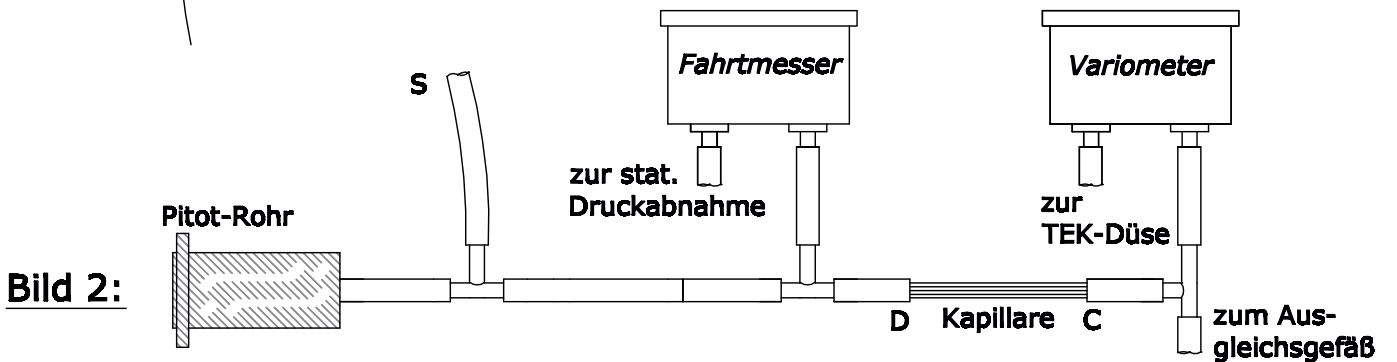 Fahrtmesser
Variometer
S
zur stat.
Druckabnahme
zur
TEK-Düse
Pitot-Rohr
Bild 2:
D Kapillare C
zum Aus-
gleichsgefäß